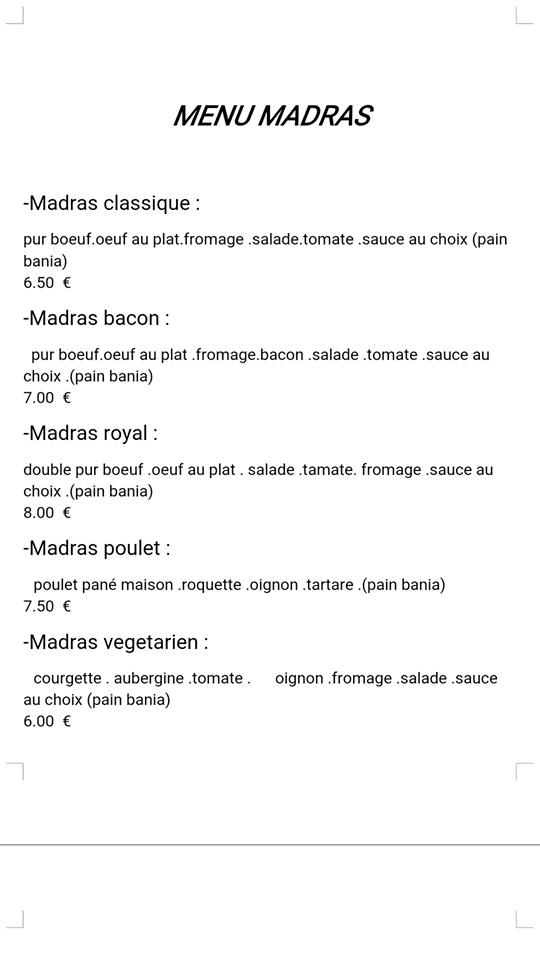 MENU MADRAS
-Madras classique :
pur boeuf.oeuf au plat.fromage .salade.tomate .sauce au choix (pain
bania)
6.50 €
-Madras bacon :
pur boeuf.oeuf au plat .fromage.bacon .salade .tomate .sauce au
choix .(pain bania)
7.00 €
-Madras royal :
double pur boeuf .oeuf au plat . salade .tamate. fromage .sauce au
choix .(pain bania)
8.00 €
-Madras poulet :
poulet pané maison .roquette .oignon .tartare .(pain bania)
7.50 €
-Madras vegetarien :
courgette . aubergine .tomate . oignon .fromage .salade .sauce
au choix (pain bania)
6.00 €